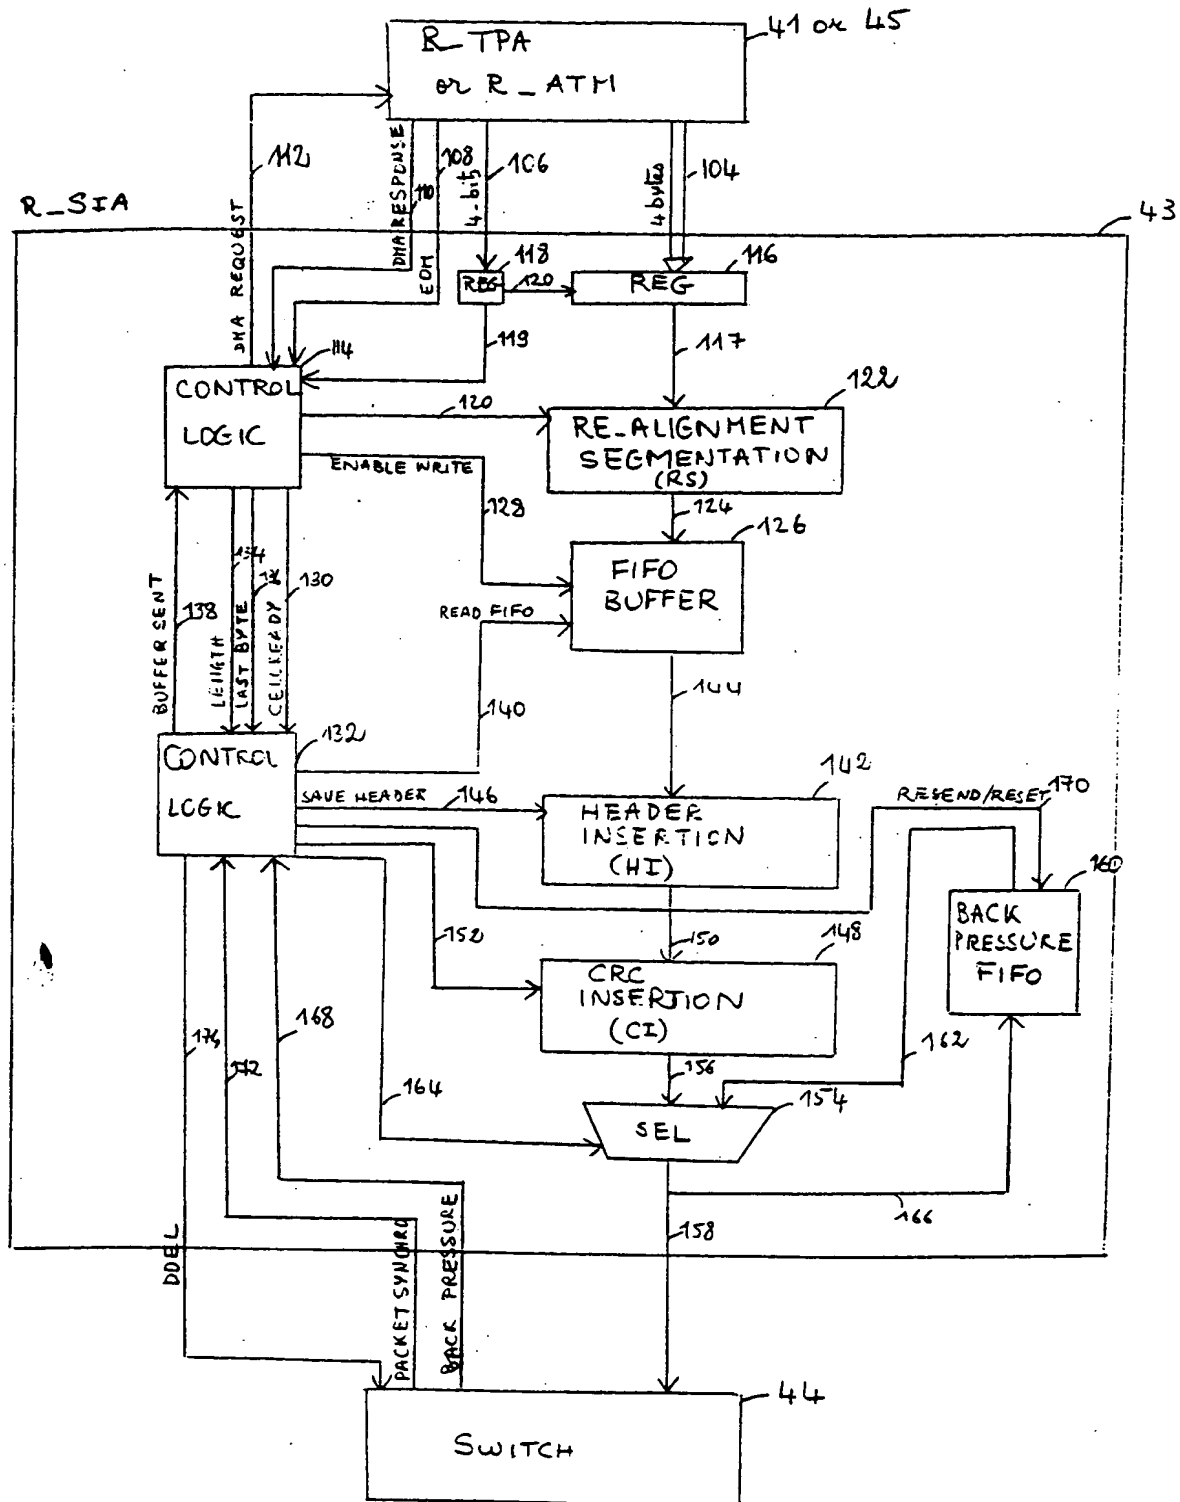 41 or 45
R_TPA
or R_ATM
112
DMA RESPONSE
110
108
EOM
4-bit
106
4 bytes
104
R_SIA
43
DMA REQUEST
118
REG
120
116
REG
119
117
114
CONTROL
LOGIC
120
122
RE_ALIGNMENT
SEGMENTATION
(RS)
ENABLE WRITE
128
124
126
FIFO
BUFFER
READ FIFO
140
144
BUFFER SENT
138
LENGTH
134
LAST BYTE
136
CELL READY
130
132
CONTROL
LOGIC
SAVE HEADER
146
142
HEADER
INSERTION
(HI)
RESEND/RESET
170
160
BACK
PRESSURE
FIFO
152
150
148
CRC
INSERTION
(CI)
172
168
164
156
162
154
SEL
166
158
DDEL
PACKET SYNCHRO
BACK PRESSURE
44
SWITCH